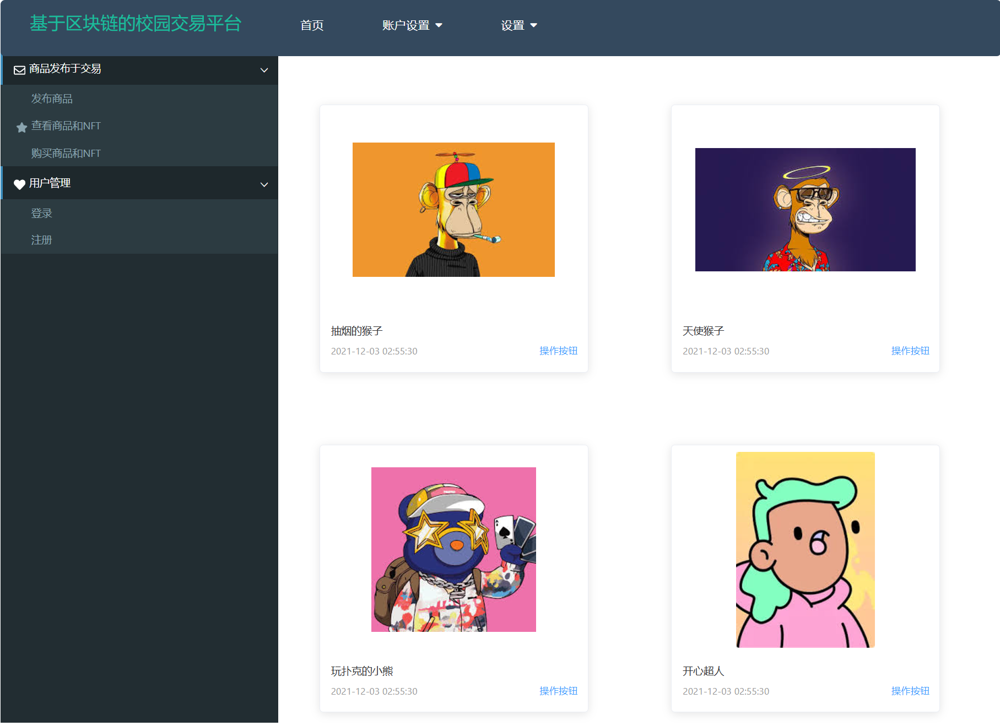 基于区块链的校园交易平台
首页
账户设置
设置
商品发布于交易
发布商品
查看商品和NFT
购买商品和NFT
用户管理
登录
注册
抽烟的猴子
2021-12-03 02:55:30 操作按钮
天使猴子
2021-12-03 02:55:30 操作按钮
玩扑克的小熊
2021-12-03 02:55:30 操作按钮
开心超人
2021-12-03 02:55:30 操作按钮